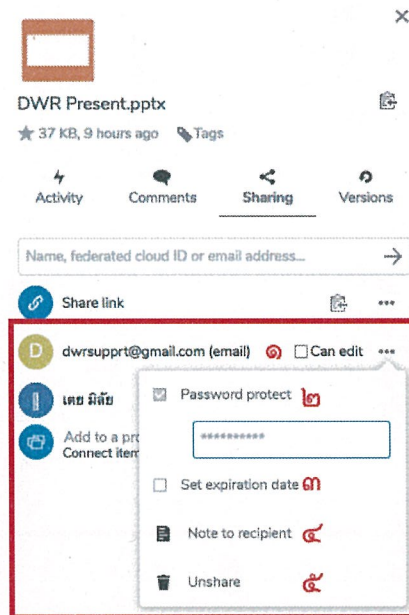 DWR Present.pptx
37 KB, 9 hours ago Tags
Activity Comments Sharing Versions
Name, federated cloud ID or email address...
Share link
D dwrsupprt@gmail.com (email) ๑ Can edit
เตย มิลัย
Password protect ๒
**********
Add to a pro
Connect item
Set expiration date ๓
Note to recipient ๔
Unshare ๕